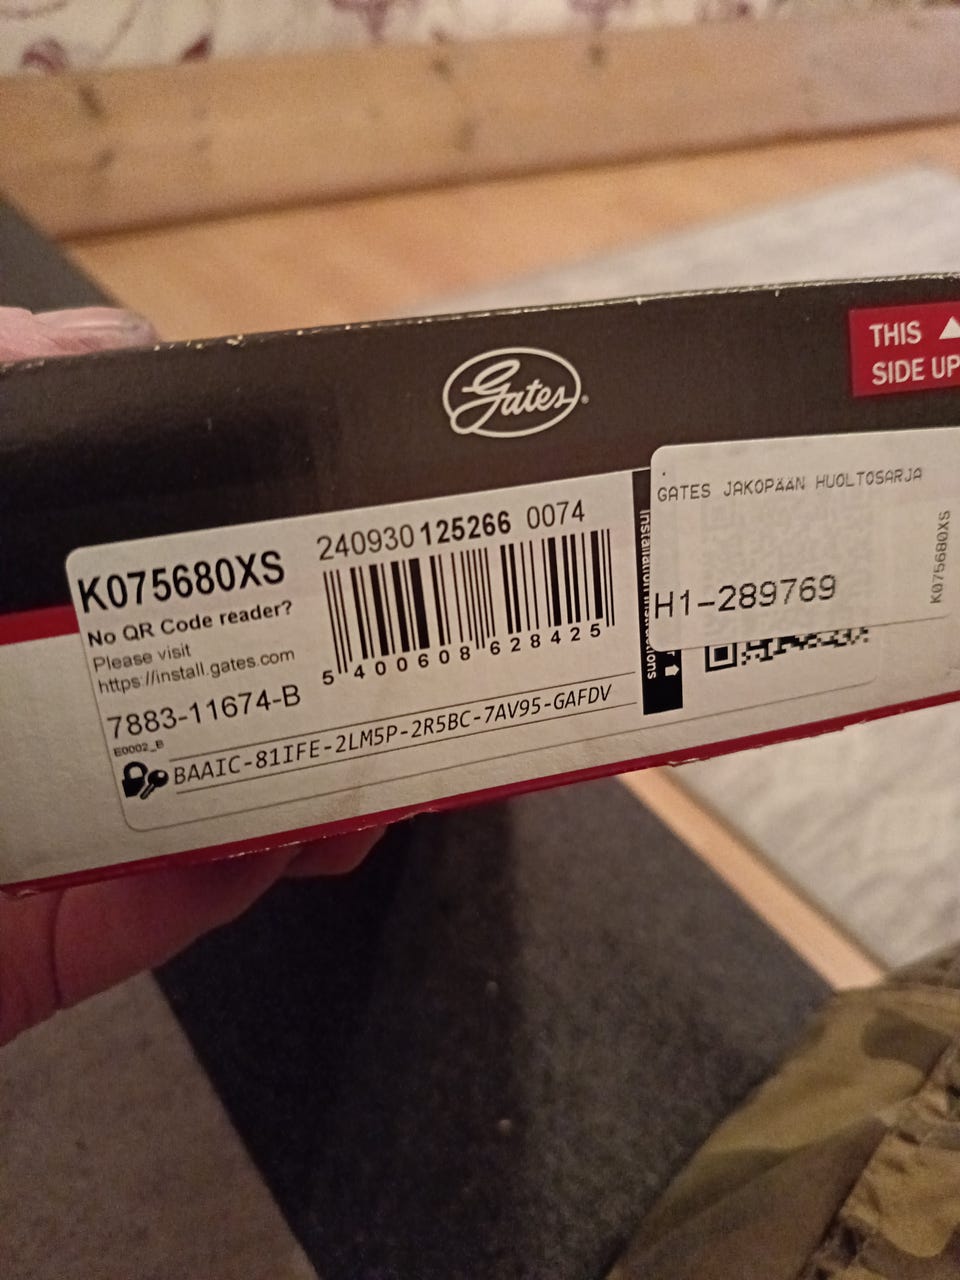 Gates
THIS
SIDE UP
K075680XS
240930 125266 0074
No QR Code reader?
Please visit
https://install.gates.com
5 400608 628425
7883-11674-B
E0002_B
BAAIC-81IFE-2LM5P-2R5BC-7AV95-GAFDV
GATES JAKOPÄÄN HUOLTOSARJA
H1-289769
K075680XS